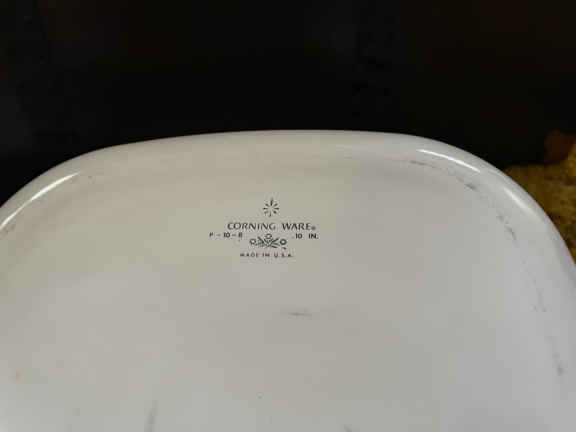 CORNING WARE®
P-10-B 10 IN.
MADE IN U.S.A.